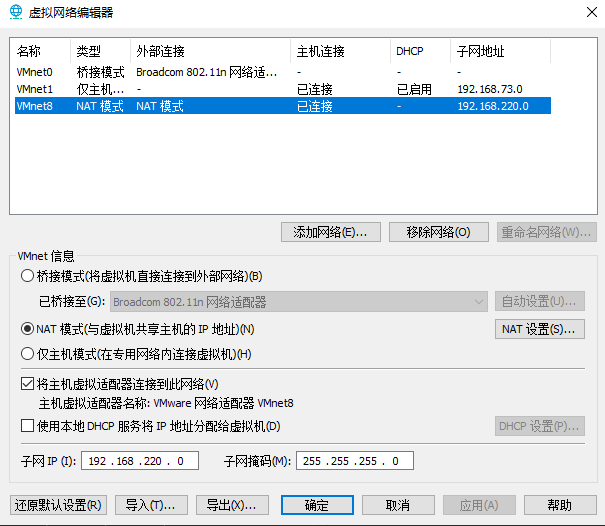 虚拟网络编辑器
名称 类型 外部连接 主机连接 DHCP 子网地址
VMnet0 桥接模式 Broadcom 802.11n 网络适... - - -
VMnet1 仅主机... - 已连接 已启用 192.168.73.0
VMnet8 NAT 模式 NAT 模式 已连接 - 192.168.220.0
添加网络(E)... 移除网络(O) 重命名网络(W)...
VMnet 信息
桥接模式(将虚拟机直接连接到外部网络)(B)
已桥接至(G): Broadcom 802.11n 网络适配器 自动设置(U)...
NAT 模式(与虚拟机共享主机的 IP 地址)(N) NAT 设置(S)...
仅主机模式(在专用网络内连接虚拟机)(H)
将主机虚拟适配器连接到此网络(V)
主机虚拟适配器名称: VMware 网络适配器 VMnet8
使用本地 DHCP 服务将 IP 地址分配给虚拟机(D) DHCP 设置(P)...
子网 IP (I): 192 . 168 . 220 . 0 子网掩码(M): 255 . 255 . 255 . 0
还原默认设置(R) 导入(T)... 导出(X)... 确定 取消 应用(A) 帮助